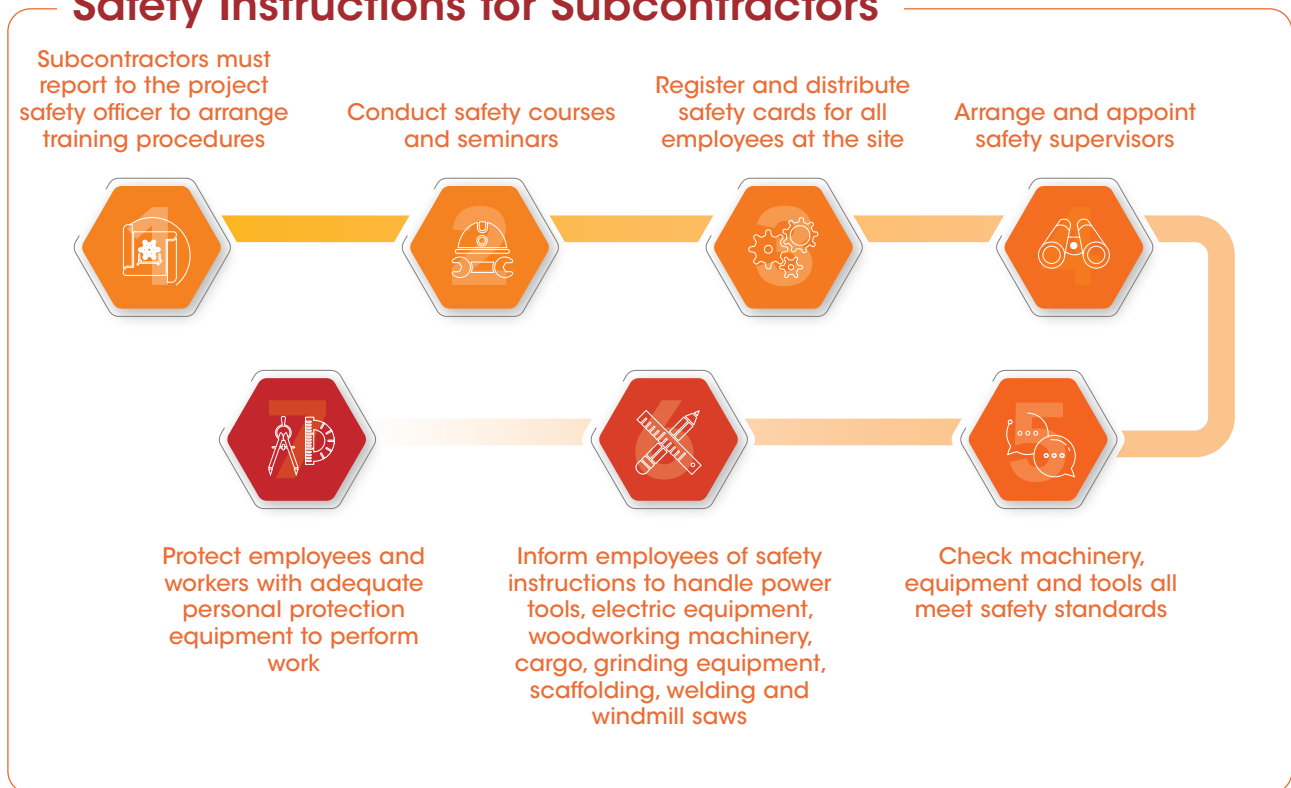 Safety Instructions for Subcontractors
Subcontractors must
report to the project
safety officer to arrange
training procedures
Conduct safety courses
and seminars
Register and distribute
safety cards for all
employees at the site
Arrange and appoint
safety supervisors
1
2
3
4
7
6
5
Protect employees and
workers with adequate
personal protection
equipment to perform
work
Inform employees of safety
instructions to handle power
tools, electric equipment,
woodworking machinery,
cargo, grinding equipment,
scaffolding, welding and
windmill saws
Check machinery,
equipment and tools all
meet safety standards